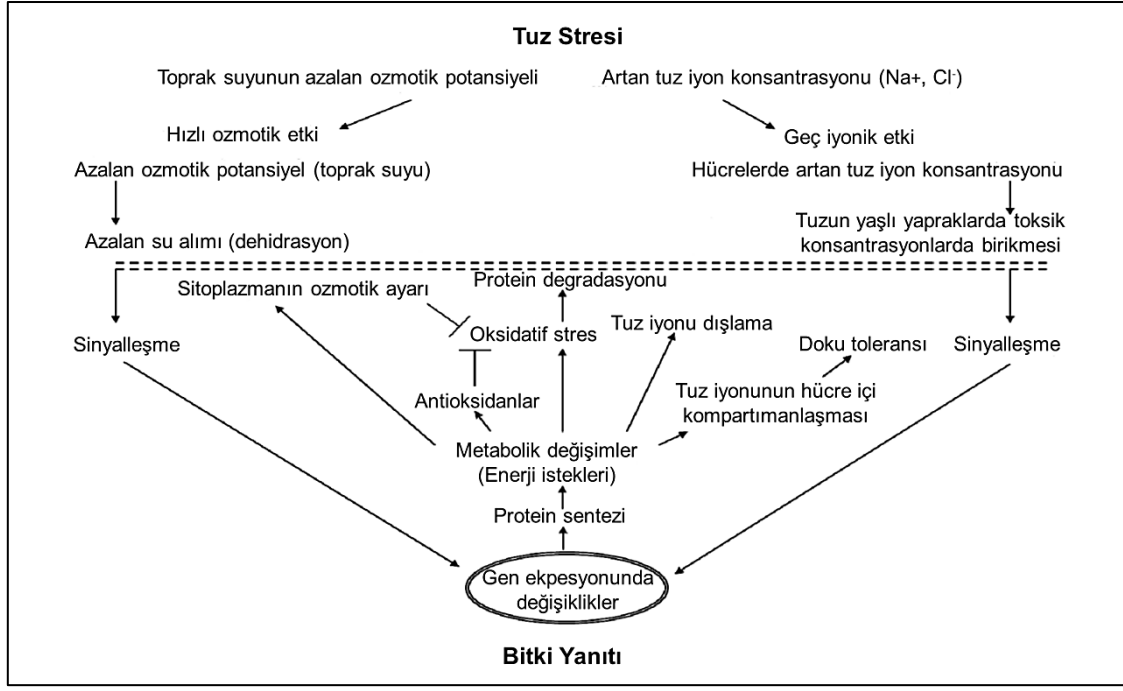 Tuz Stresi
Toprak suyunun azalan ozmotik potansiyeli
Artan tuz iyon konsantrasyonu (Na+, Cl⁻)
Hızlı ozmotik etki
Geç iyonik etki
Azalan ozmotik potansiyel (toprak suyu)
Hücrelerde artan tuz iyon konsantrasyonu
Azalan su alımı (dehidrasyon)
Tuzun yaşlı yapraklarda toksik
konsantrasyonlarda birikmesi
Sitoplazmanın ozmotik ayarı
Protein degradasyonu
Sinyalleşme
Oksidatif stres
Tuz iyonu dışlama
Doku toleransı
Sinyalleşme
Antioksidanlar
Tuz iyonunun hücre içi
kompartımanlaşması
Metabolik değişimler
(Enerji istekleri)
Protein sentezi
Gen ekpesyonunda
değişiklikler
Bitki Yanıtı